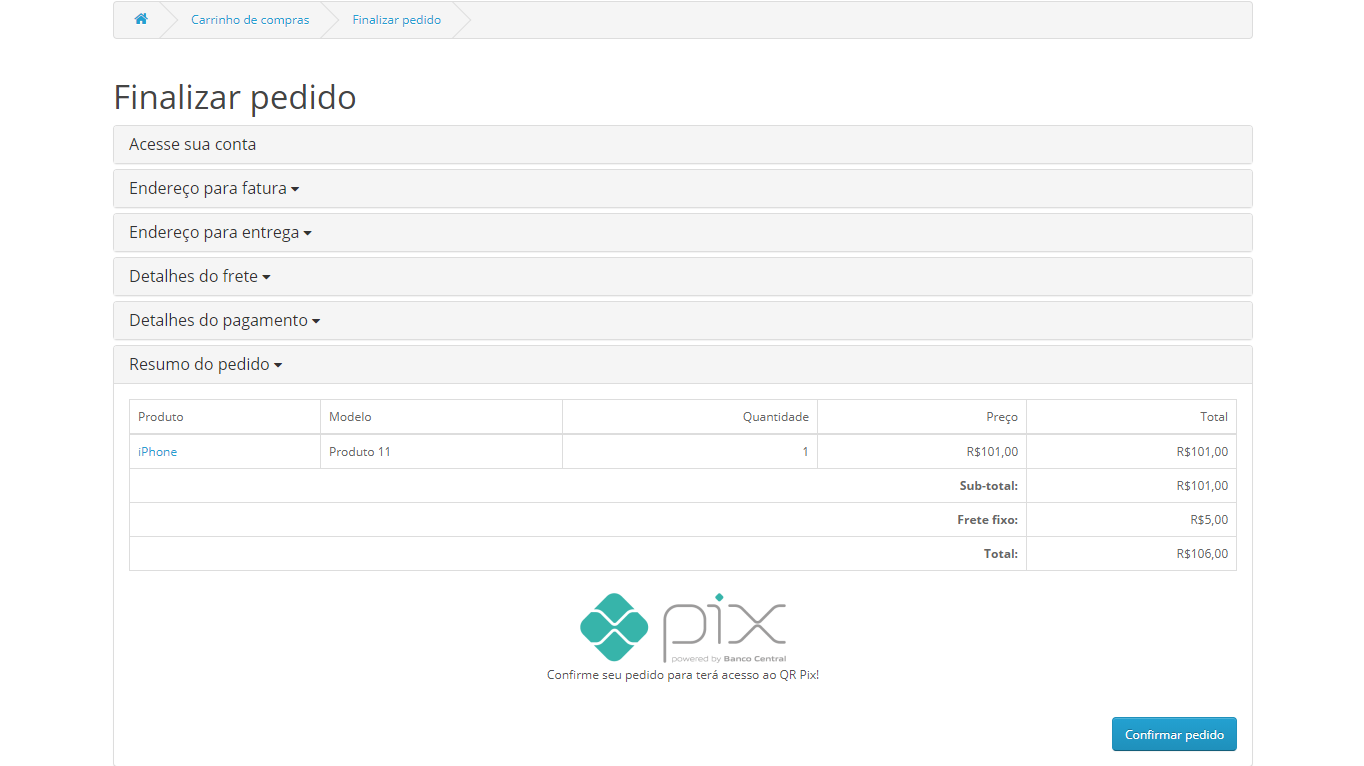 Carrinho de compras Finalizar pedido
Finalizar pedido
Acesse sua conta
Endereço para fatura
Endereço para entrega
Detalhes do frete
Detalhes do pagamento
Resumo do pedido
Produto Modelo Quantidade Preço Total
iPhone Produto 11 1 R$101,00 R$101,00
Sub-total: R$101,00
Frete fixo: R$5,00
Total: R$106,00
pix
powered by Banco Central
Confirme seu pedido para terá acesso ao QR Pix!
Confirmar pedido